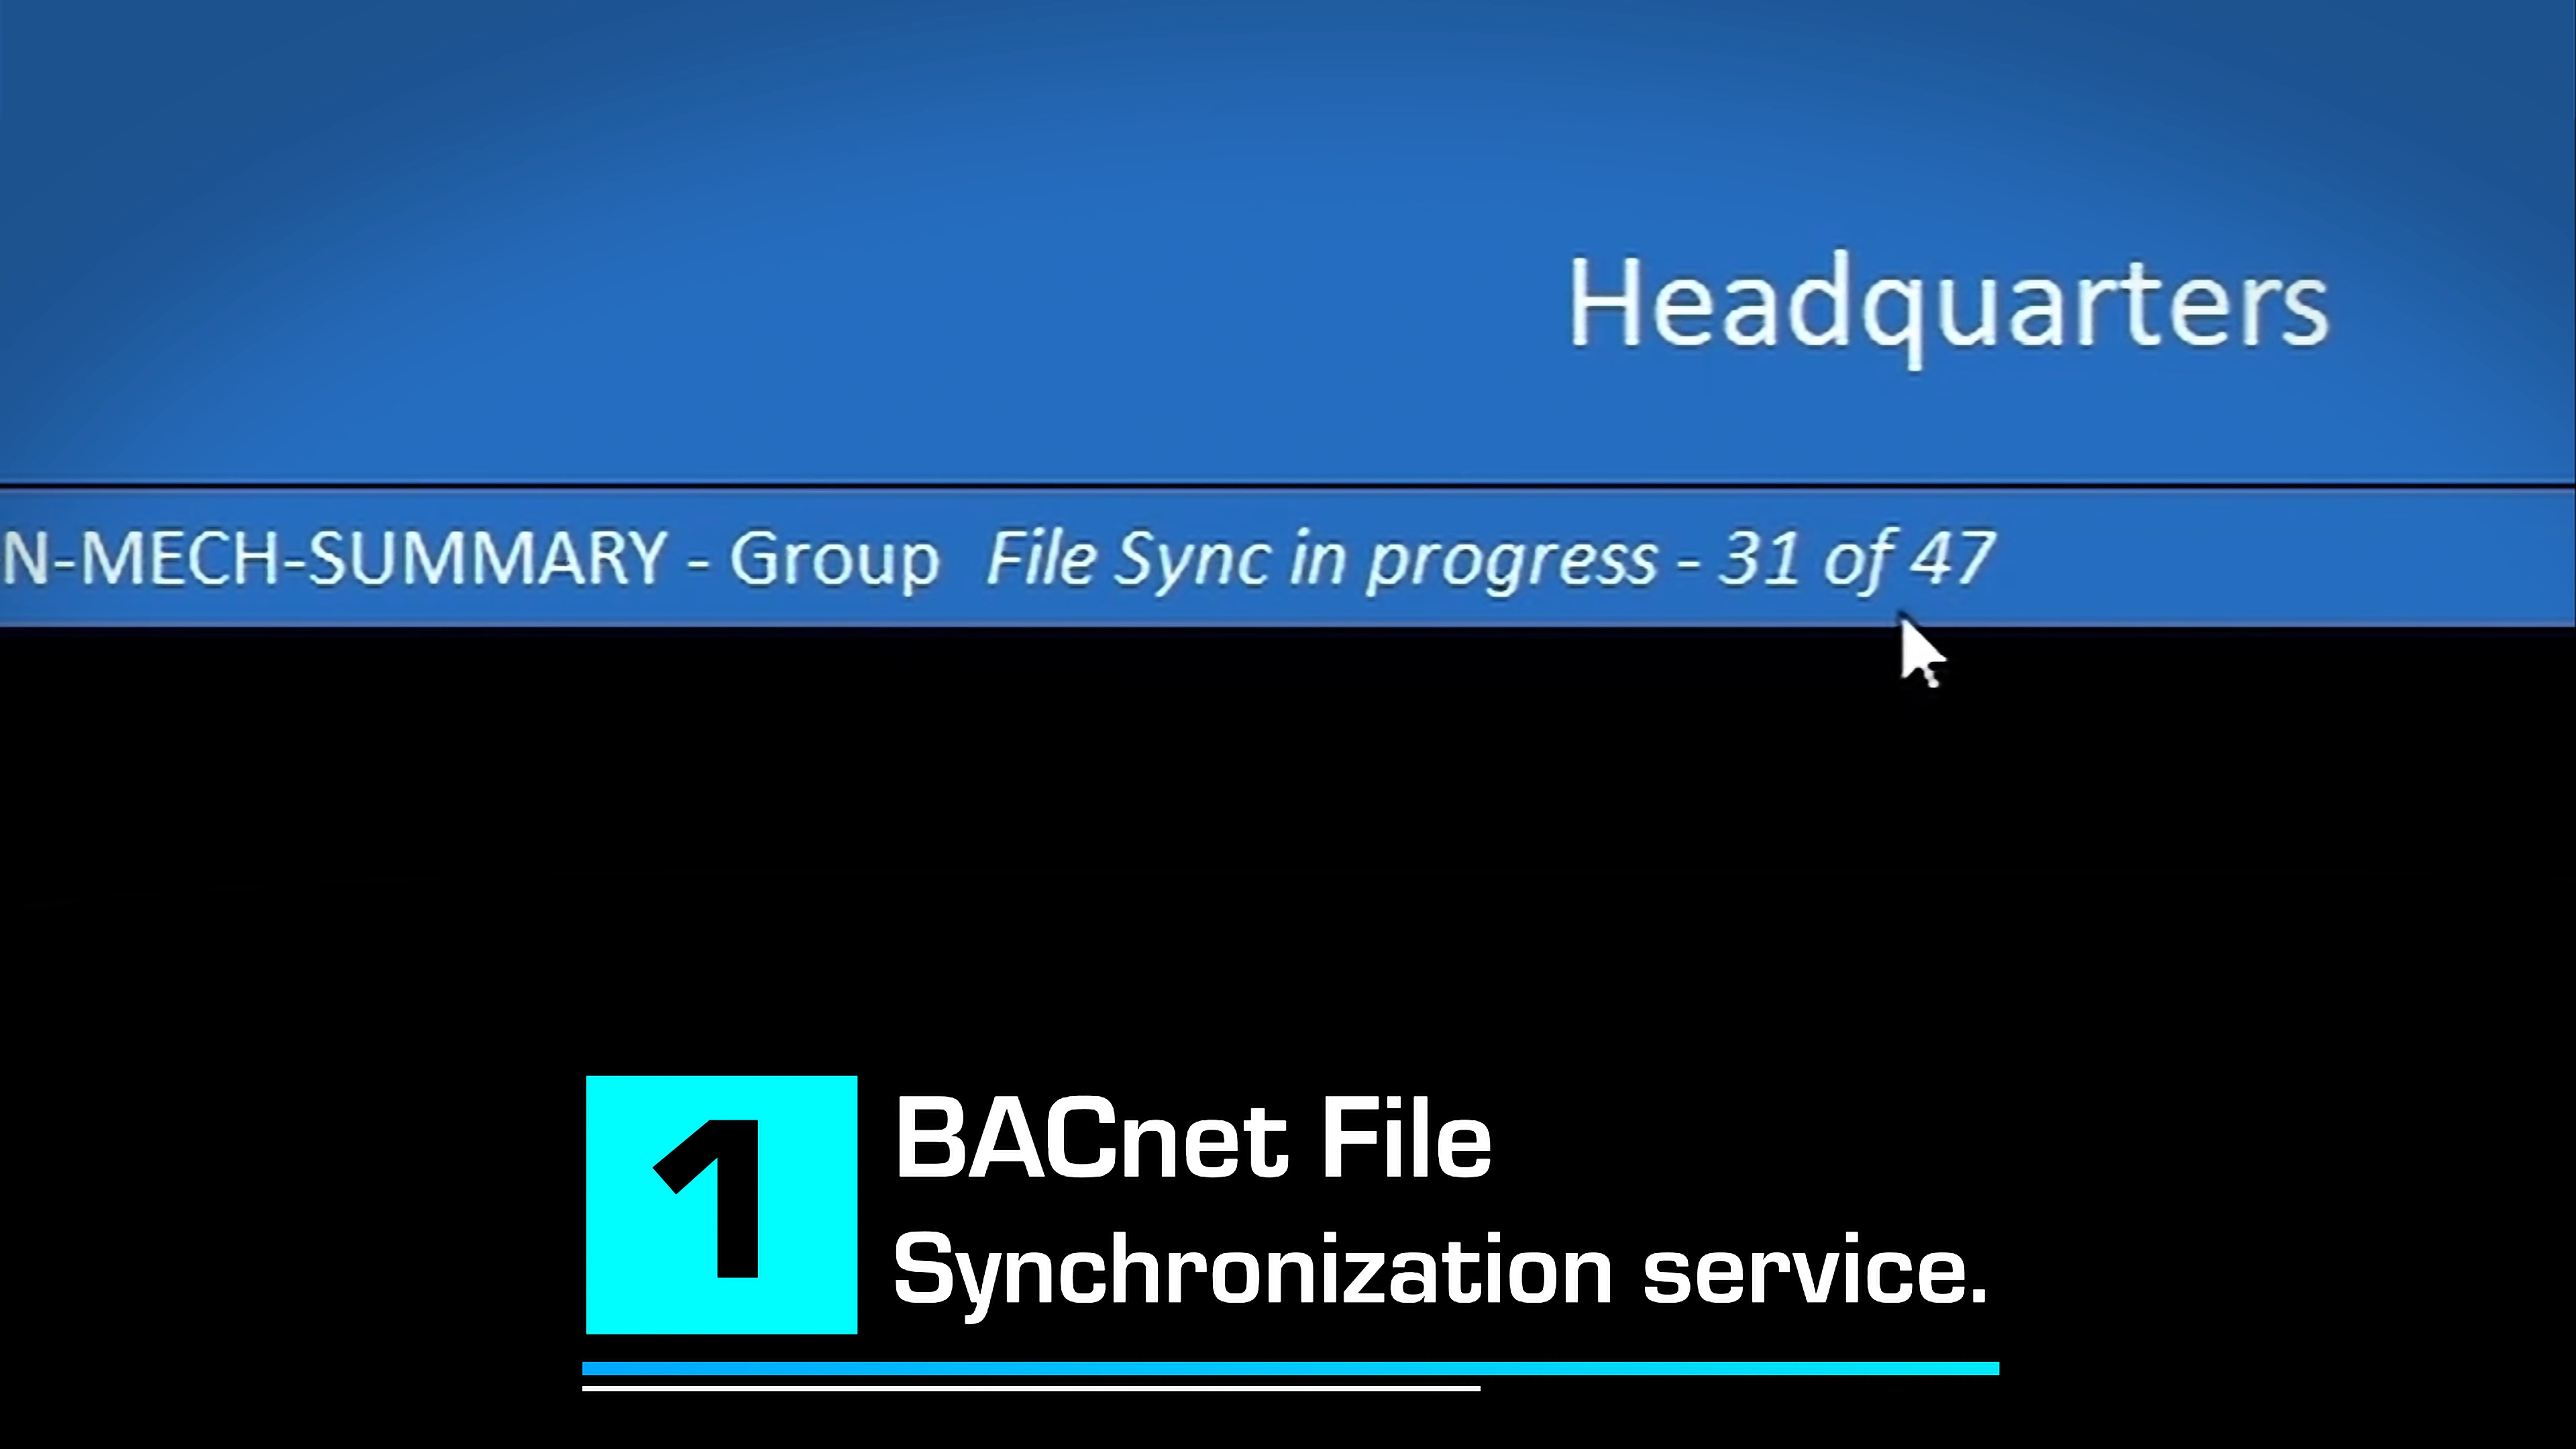 Headquarters
N-MECH-SUMMARY - Group File Sync in progress - 31 of 47
1
BACnet File
Synchronization service.